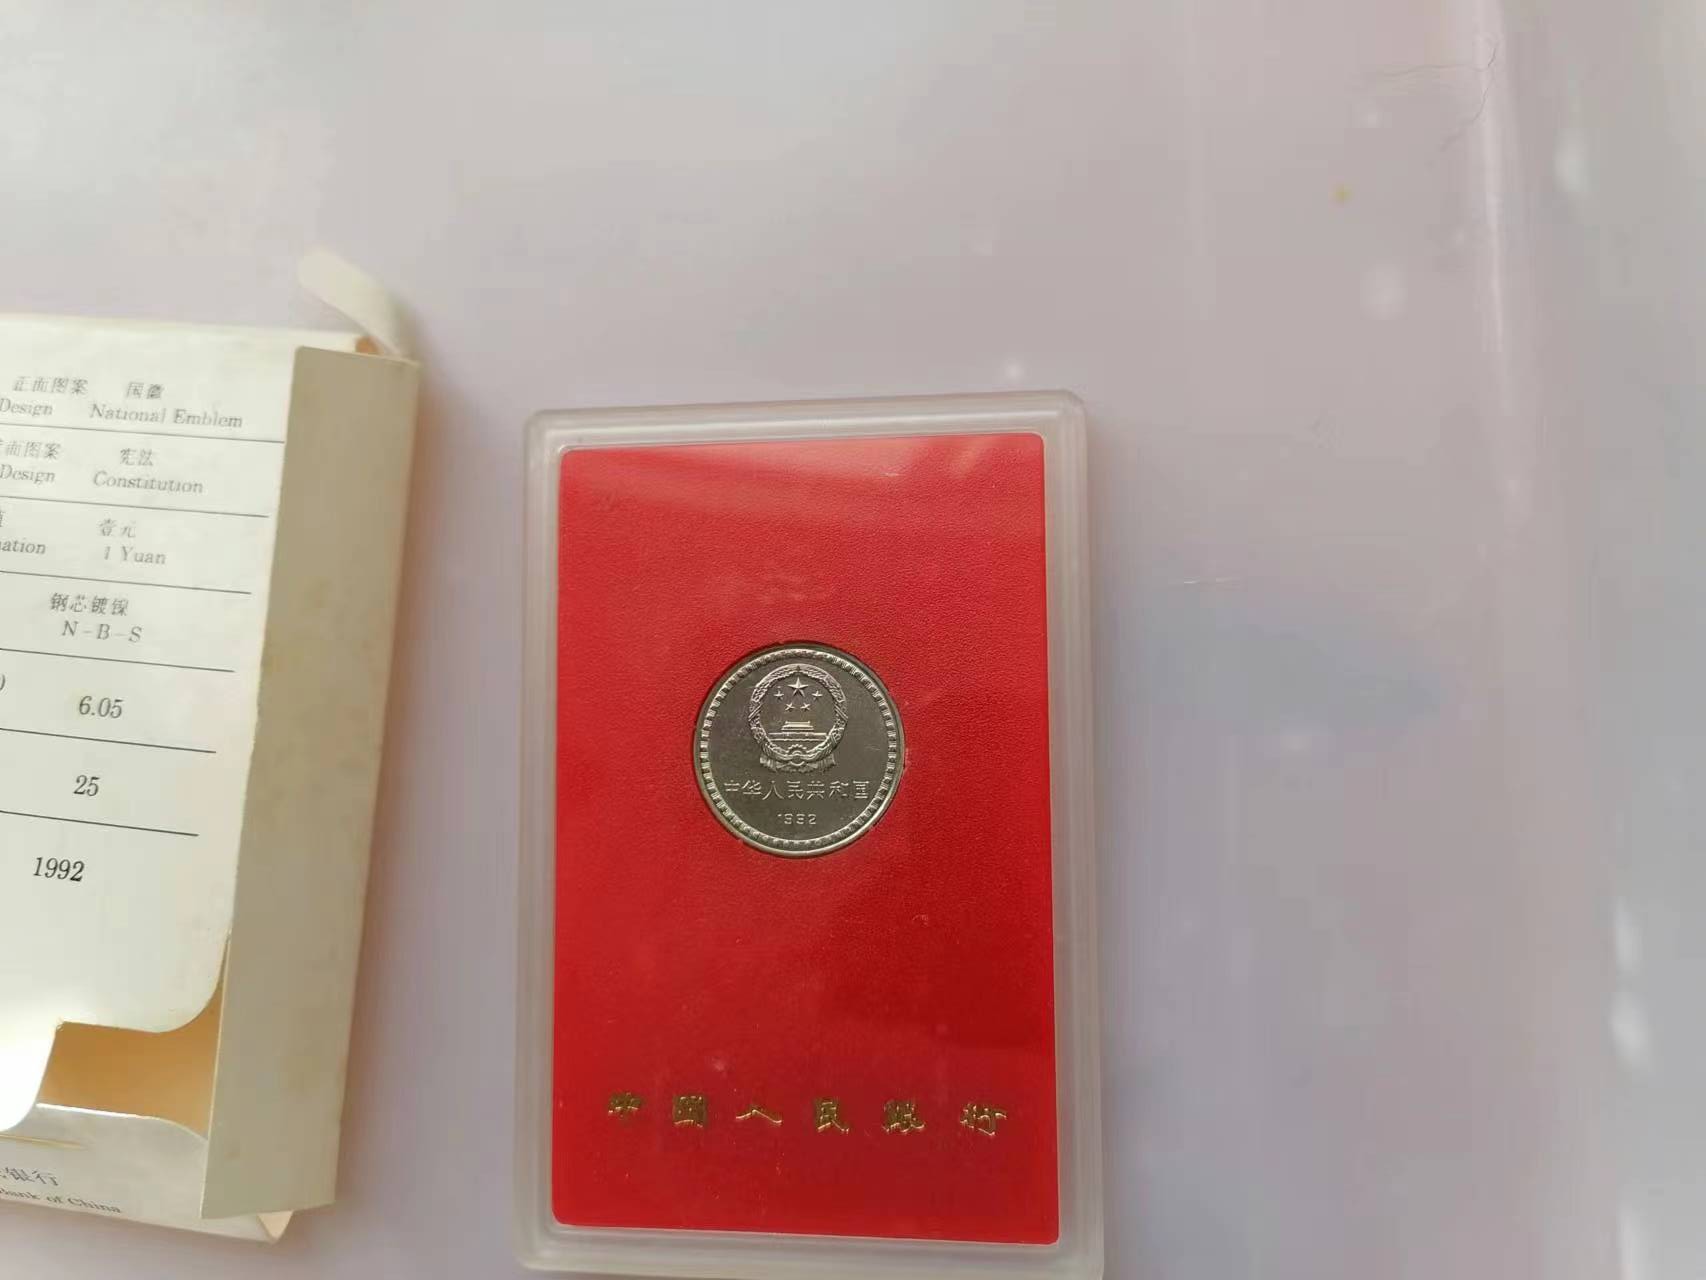 正面图案 国徽
Design National Emblem
面图案 宪法
Design Constitution
壹元
1 Yuan
钢芯镀镍
N-B-S
6.05
25
1992
银行
Bank of China
中华人民共和国
1992
中國人民銀行